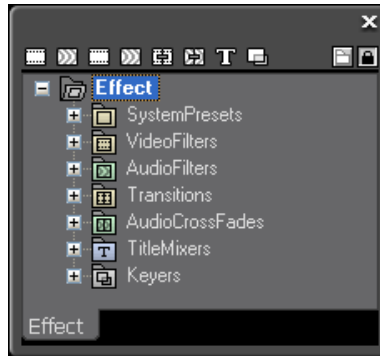 Effect
SystemPresets
VideoFilters
AudioFilters
Transitions
AudioCrossFades
TitleMixers
Keyers
Effect